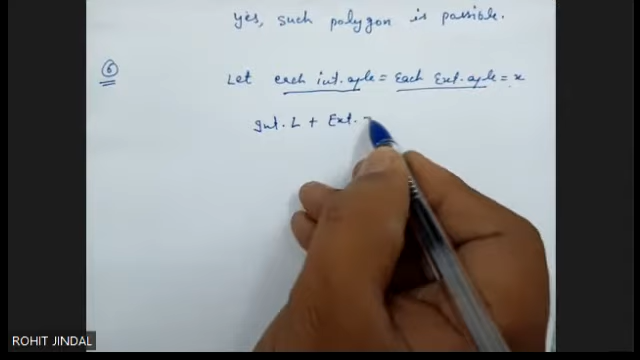 yes, such polygon is possible.
6 Let each int. angle = Each Ext. angle = x
Int. L + Ext.
ROHIT JINDAL